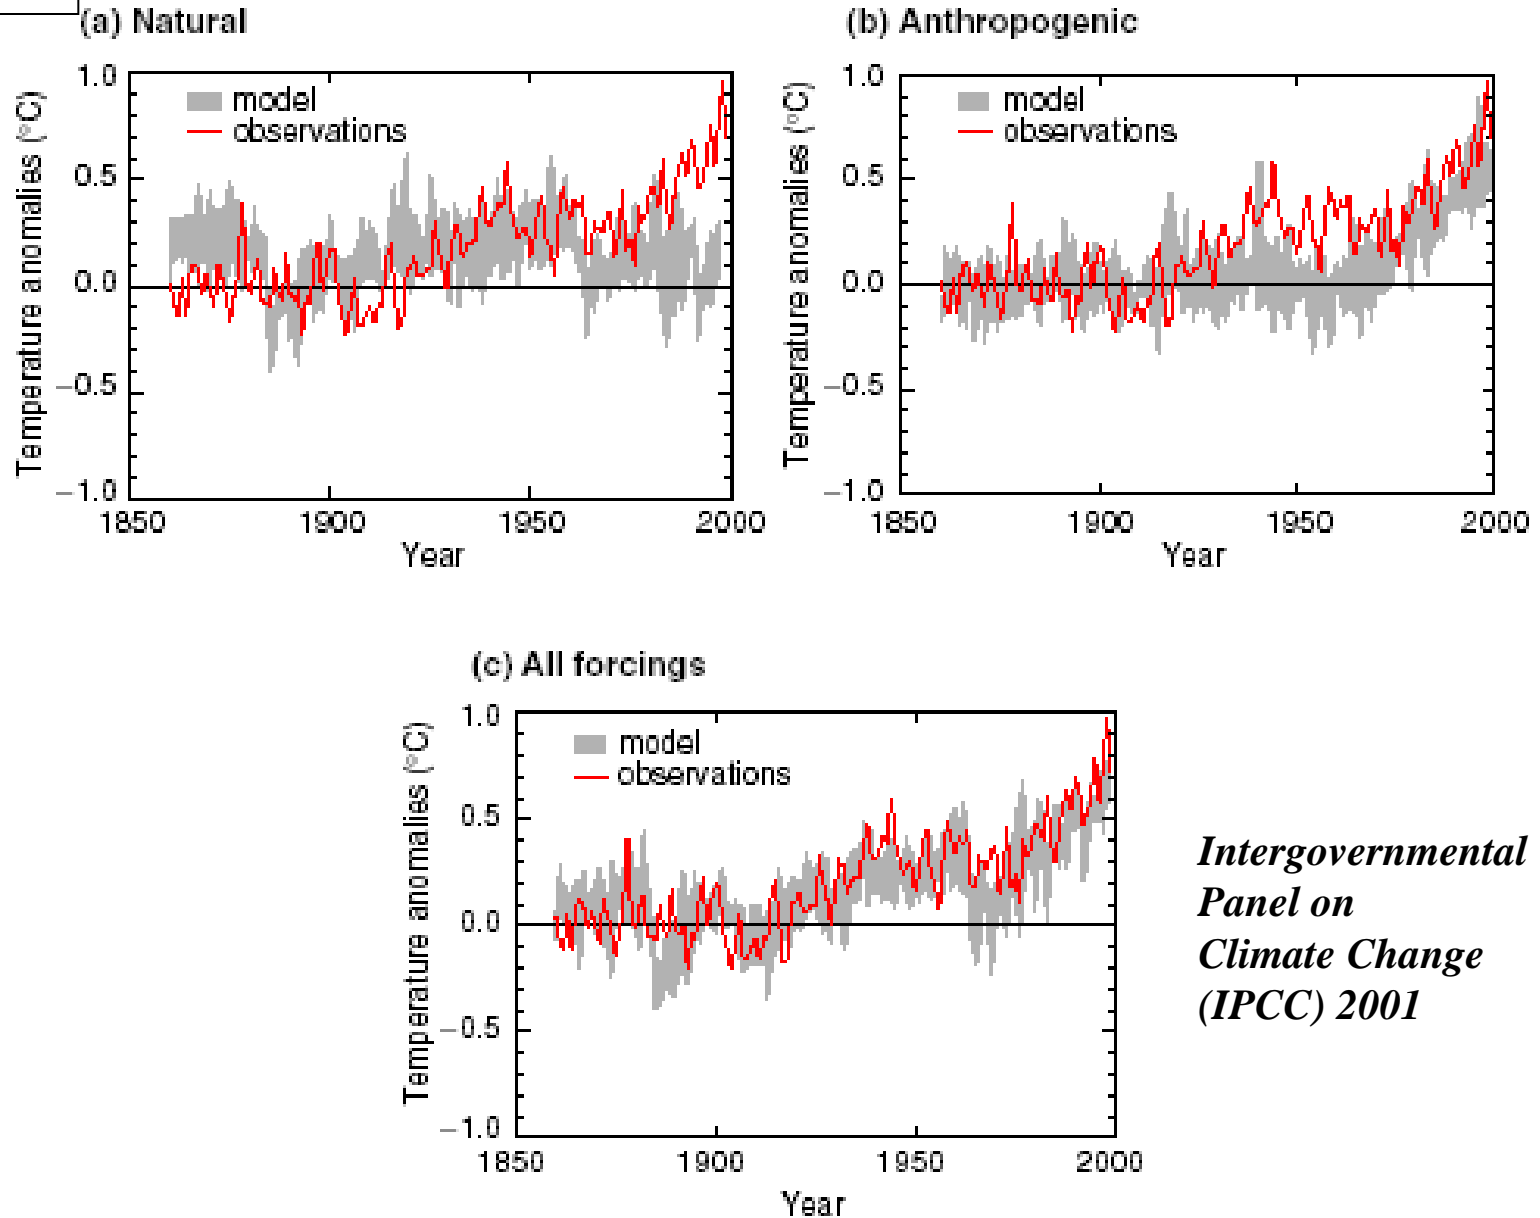 (a) Natural
1.0
0.5
0.0
−0.5
−1.0
Temperature anomalies (°C)
model
observations
1850 1900 1950 2000
Year
(b) Anthropogenic
1.0
0.5
0.0
−0.5
−1.0
Temperature anomalies (°C)
model
observations
1850 1900 1950 2000
Year
(c) All forcings
1.0
0.5
0.0
−0.5
−1.0
Temperature anomalies (°C)
model
observations
1850 1900 1950 2000
Year
Intergovernmental
Panel on
Climate Change
(IPCC) 2001